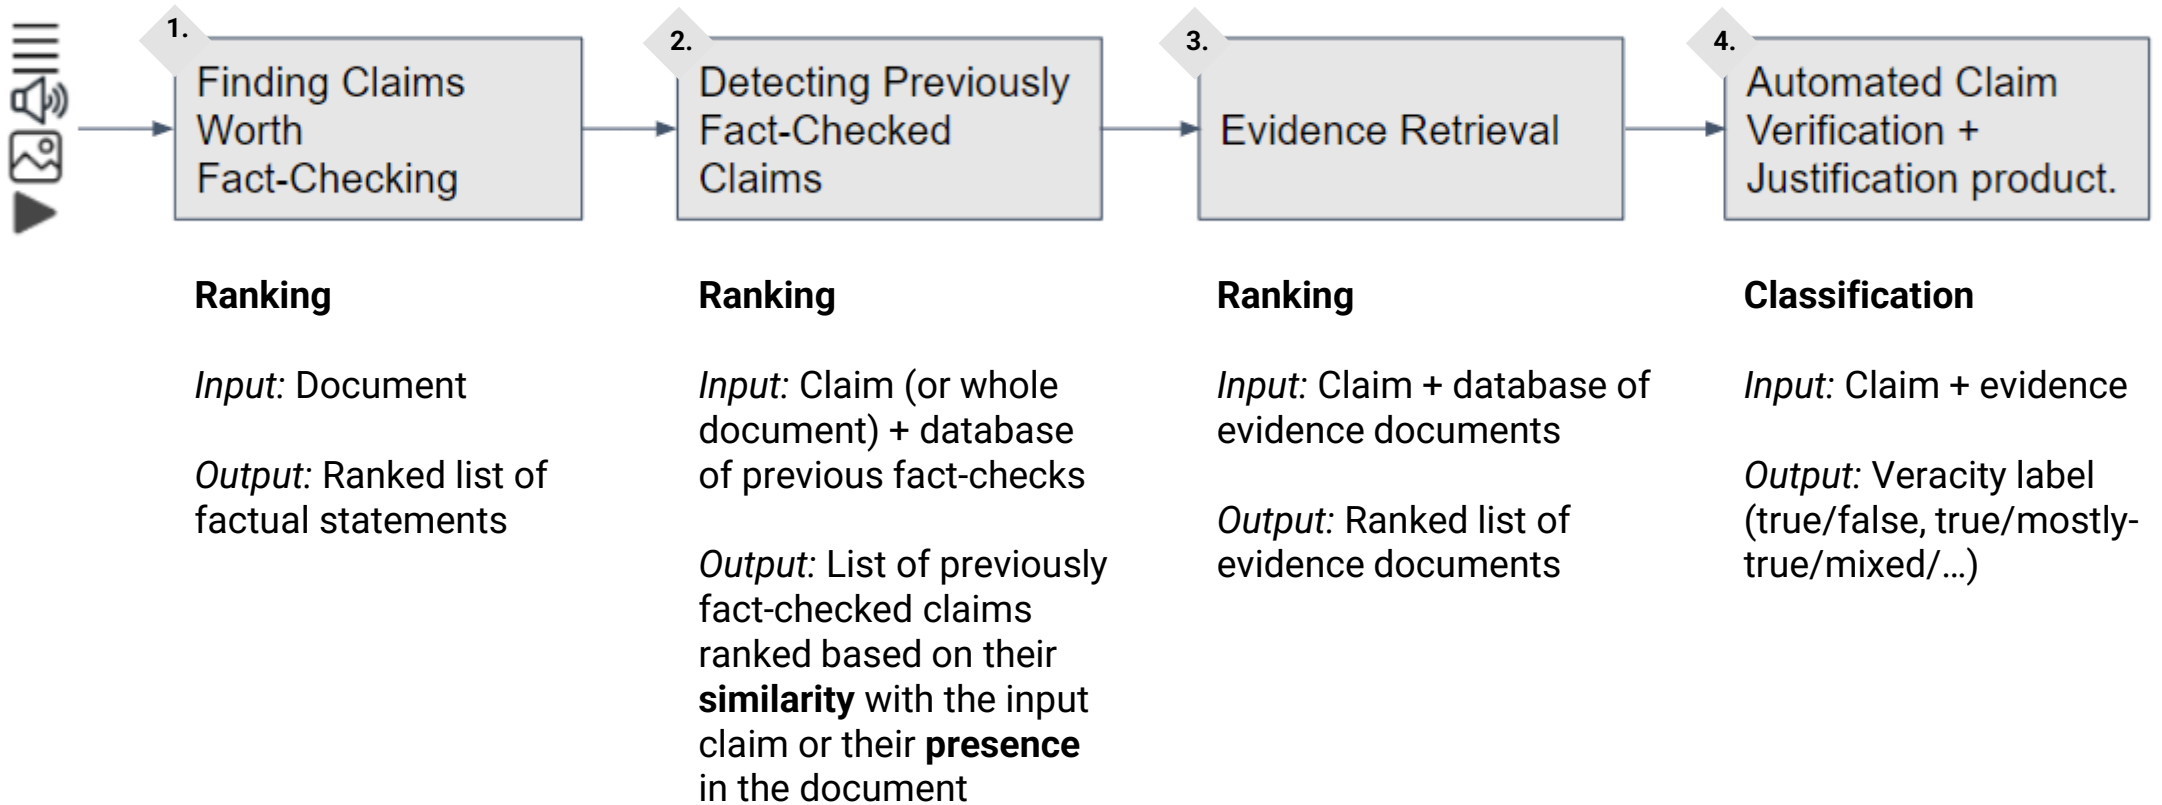 1.
Finding Claims
Worth
Fact-Checking
2.
Detecting Previously
Fact-Checked
Claims
3.
Evidence Retrieval
4.
Automated Claim
Verification +
Justification product.
Ranking
Input: Document
Output: Ranked list of
factual statements
Ranking
Input: Claim (or whole
document) + database
of previous fact-checks
Output: List of previously
fact-checked claims
ranked based on their
similarity with the input
claim or their presence
in the document
Ranking
Input: Claim + database of
evidence documents
Output: Ranked list of
evidence documents
Classification
Input: Claim + evidence
Output: Veracity label
(true/false, true/mostly-
true/mixed/…)